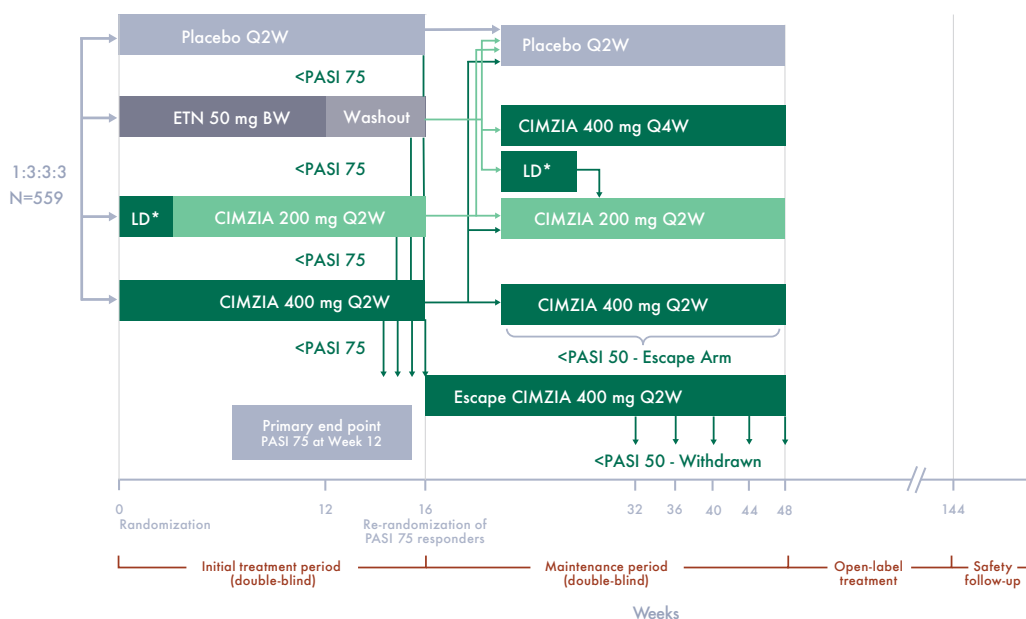 Placebo Q2W
Placebo Q2W
<PASI 75
ETN 50 mg BW
Washout
CIMZIA 400 mg Q4W
<PASI 75
LD*
1:3:3:3
N=559
LD*
CIMZIA 200 mg Q2W
CIMZIA 200 mg Q2W
<PASI 75
CIMZIA 400 mg Q2W
CIMZIA 400 mg Q2W
<PASI 75
<PASI 50 - Escape Arm
Escape CIMZIA 400 mg Q2W
Primary end point
PASI 75 at Week 12
<PASI 50 - Withdrawn
0
12
16
32
36
40
44
48
144
Randomization
Re-randomization of
PASI 75 responders
Initial treatment period
(double-blind)
Maintenance period
(double-blind)
Open-label
treatment
Safety
follow-up
Weeks